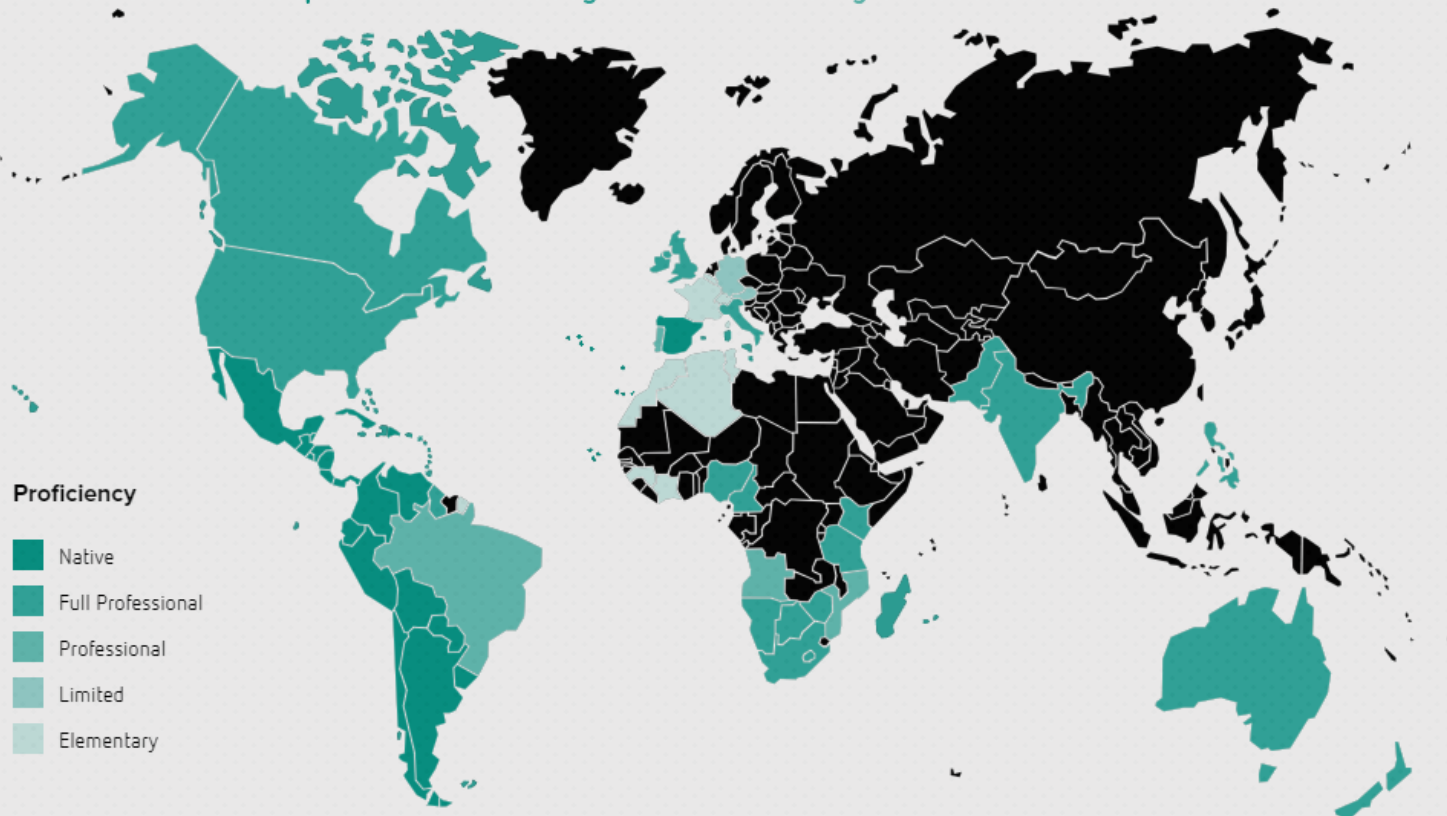 Proficiency
Native
Full Professional
Professional
Limited
Elementary